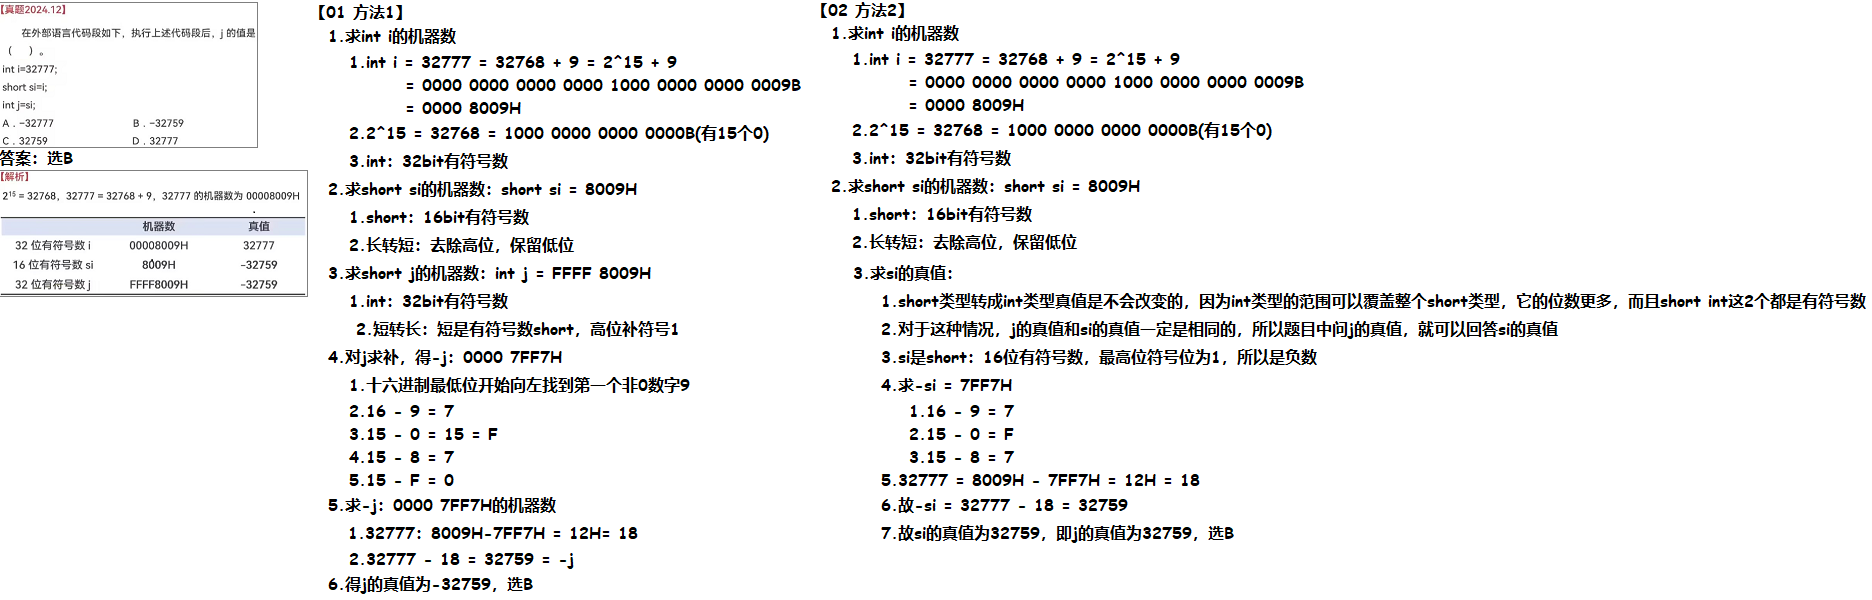 【真题2024.12】
在外部语言代码段如下，执行上述代码段后，j 的值是
（　　）。
int i=32777;
short si=i;
int j=si;
A．-32777　　B．-32759
C．32759　　D．32777
答案：选B
【解析】
2¹⁵ = 32768，32777 = 32768 + 9，32777 的机器数为 00008009H
机器数　真值
32 位有符号数 i　00008009H　32777
16 位有符号数 si　8009H　-32759
32 位有符号数 j　FFFF8009H　-32759
【01 方法1】
1.求int i的机器数
1.int i = 32777 = 32768 + 9 = 2^15 + 9
= 0000 0000 0000 0000 1000 0000 0000 0009B
= 0000 8009H
2.2^15 = 32768 = 1000 0000 0000 0000B(有15个0)
3.int：32bit有符号数
2.求short si的机器数：short si = 8009H
1.short：16bit有符号数
2.长转短：去除高位，保留低位
3.求short j的机器数：int j = FFFF 8009H
1.int：32bit有符号数
2.短转长：短是有符号数short，高位补符号1
4.对j求补，得-j：0000 7FF7H
1.十六进制最低位开始向左找到第一个非0数字9
2.16 - 9 = 7
3.15 - 0 = 15 = F
4.15 - 8 = 7
5.15 - F = 0
5.求-j：0000 7FF7H的机器数
1.32777：8009H-7FF7H = 12H= 18
2.32777 - 18 = 32759 = -j
6.得j的真值为-32759，选B
【02 方法2】
1.求int i的机器数
1.int i = 32777 = 32768 + 9 = 2^15 + 9
= 0000 0000 0000 0000 1000 0000 0000 0009B
= 0000 8009H
2.2^15 = 32768 = 1000 0000 0000 0000B(有15个0)
3.int：32bit有符号数
2.求short si的机器数：short si = 8009H
1.short：16bit有符号数
2.长转短：去除高位，保留低位
3.求si的真值：
1.short类型转成int类型真值是不会改变的，因为int类型的范围可以覆盖整个short类型，它的位数更多，而且short int这2个都是有符号数
2.对于这种情况，j的真值和si的真值一定是相同的，所以题目中问j的真值，就可以回答si的真值
3.si是short：16位有符号数，最高位符号位为1，所以是负数
4.求-si = 7FF7H
1.16 - 9 = 7
2.15 - 0 = F
3.15 - 8 = 7
5.32777 = 8009H - 7FF7H = 12H = 18
6.故-si = 32777 - 18 = 32759
7.故si的真值为32759，即j的真值为32759，选B